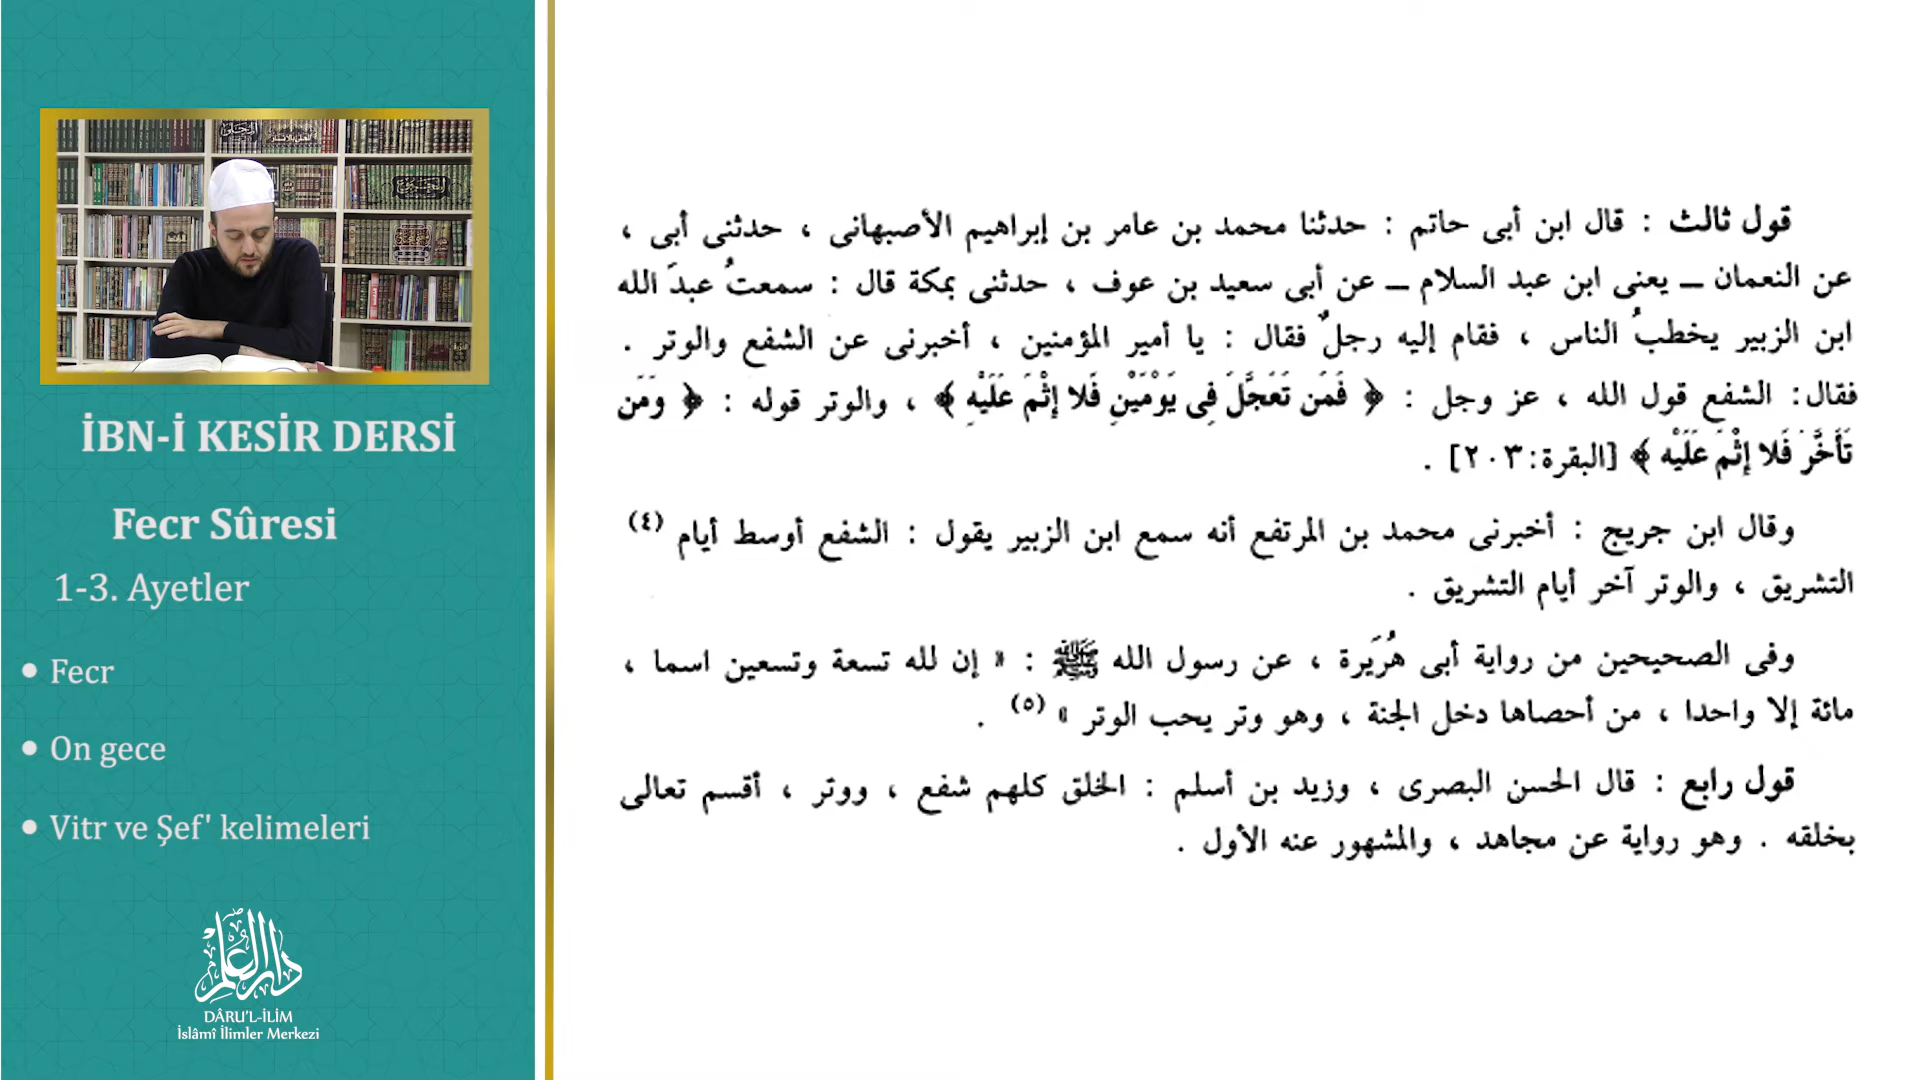 İBN-İ KESİR DERSİ
Fecr Sûresi
1-3. Ayetler
• Fecr
• On gece
• Vitr ve Şef' kelimeleri
دار العلم
DÂRU'L-İLİM
İslâmî İlimler Merkezi
قول ثالث : قال ابن أبى حاتم : حدثنا محمد بن عامر بن إبراهيم الأصبهانى ، حدثنى أبى ،
عن النعمان ــ يعنى ابن عبد السلام ــ عن أبى سعيد بن عوف ، حدثنى بمكة قال : سمعتُ عبدَ الله
ابن الزبير يخطبُ الناس ، فقام إليه رجلٌ فقال : يا أمير المؤمنين ، أخبرنى عن الشفع والوتر .
فقال: الشفع قول الله ، عز وجل : ﴿ فَمَن تَعَجَّلَ فِى يَوْمَيْنِ فَلا إِثْمَ عَلَيْهِ ﴾ ، والوتر قوله : ﴿ وَمَن
تَأَخَّرَ فَلا إِثْمَ عَلَيْه ﴾ [البقرة: ٢٠٣] .
وقال ابن جريج : أخبرنى محمد بن المرتفع أنه سمع ابن الزبير يقول : الشفع أوسط أيام (٤)
التشريق ، والوتر آخر أيام التشريق .
وفى الصحيحين من رواية أبى هُرَيرة ، عن رسول الله ﷺ : « إن لله تسعة وتسعين اسما ،
مائة إلا واحدا ، من أحصاها دخل الجنة ، وهو وتر يحب الوتر » (٥) .
قول رابع : قال الحسن البصرى ، وزيد بن أسلم : الخلق كلهم شفع ، ووتر ، أقسم تعالى
بخلقه . وهو رواية عن مجاهد ، والمشهور عنه الأول .